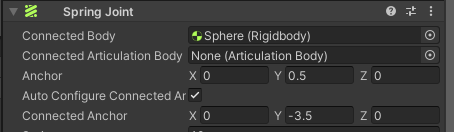 Spring Joint
Connected Body Sphere (Rigidbody)
Connected Articulation Body None (Articulation Body)
Anchor X 0 Y 0.5 Z 0
Auto Configure Connected Ar
Connected Anchor X 0 Y -3.5 Z 0